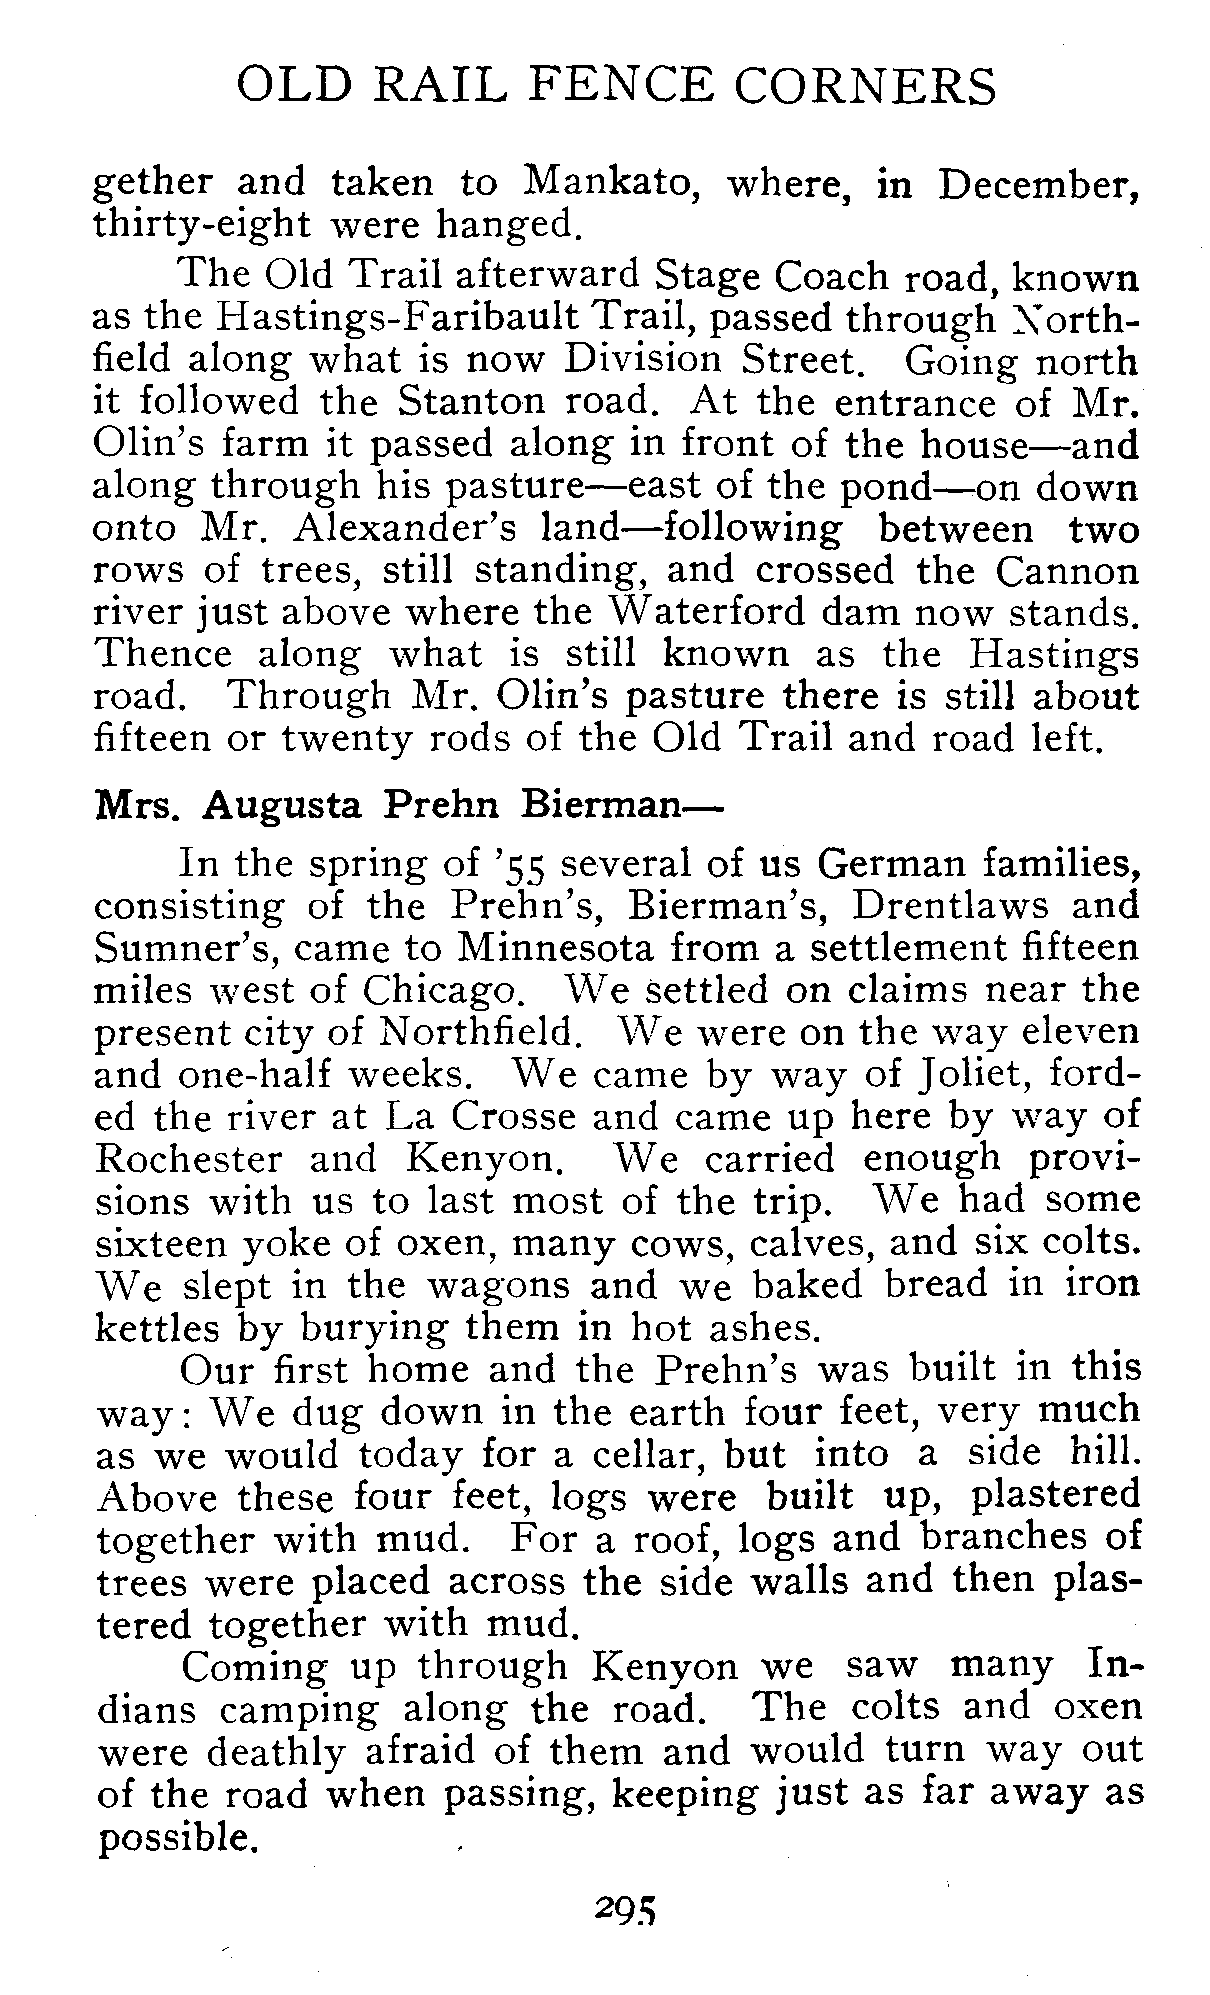 OLD RAIL FENCE CORNERS
gether and taken to Mankato, where, in December,
thirty-eight were hanged.
The Old Trail afterward Stage Coach road, known
as the Hastings-Faribault Trail, passed through North-
field along what is now Division Street. Going north
it followed the Stanton road. At the entrance of Mr.
Olin's farm it passed along in front of the house—and
along through his pasture—east of the pond—on down
onto Mr. Alexander's land—following between two
rows of trees, still standing, and crossed the Cannon
river just above where the Waterford dam now stands.
Thence along what is still known as the Hastings
road. Through Mr. Olin's pasture there is still about
fifteen or twenty rods of the Old Trail and road left.
Mrs. Augusta Prehn Bierman—
In the spring of '55 several of us German families,
consisting of the Prehn's, Bierman's, Drentlaws and
Sumner's, came to Minnesota from a settlement fifteen
miles west of Chicago. We settled on claims near the
present city of Northfield. We were on the way eleven
and one-half weeks. We came by way of Joliet, ford-
ed the river at La Crosse and came up here by way of
Rochester and Kenyon. We carried enough provi-
sions with us to last most of the trip. We had some
sixteen yoke of oxen, many cows, calves, and six colts.
We slept in the wagons and we baked bread in iron
kettles by burying them in hot ashes.
Our first home and the Prehn's was built in this
way: We dug down in the earth four feet, very much
as we would today for a cellar, but into a side hill.
Above these four feet, logs were built up, plastered
together with mud. For a roof, logs and branches of
trees were placed across the side walls and then plas-
tered together with mud.
Coming up through Kenyon we saw many In-
dians camping along the road. The colts and oxen
were deathly afraid of them and would turn way out
of the road when passing, keeping just as far away as
possible.
295